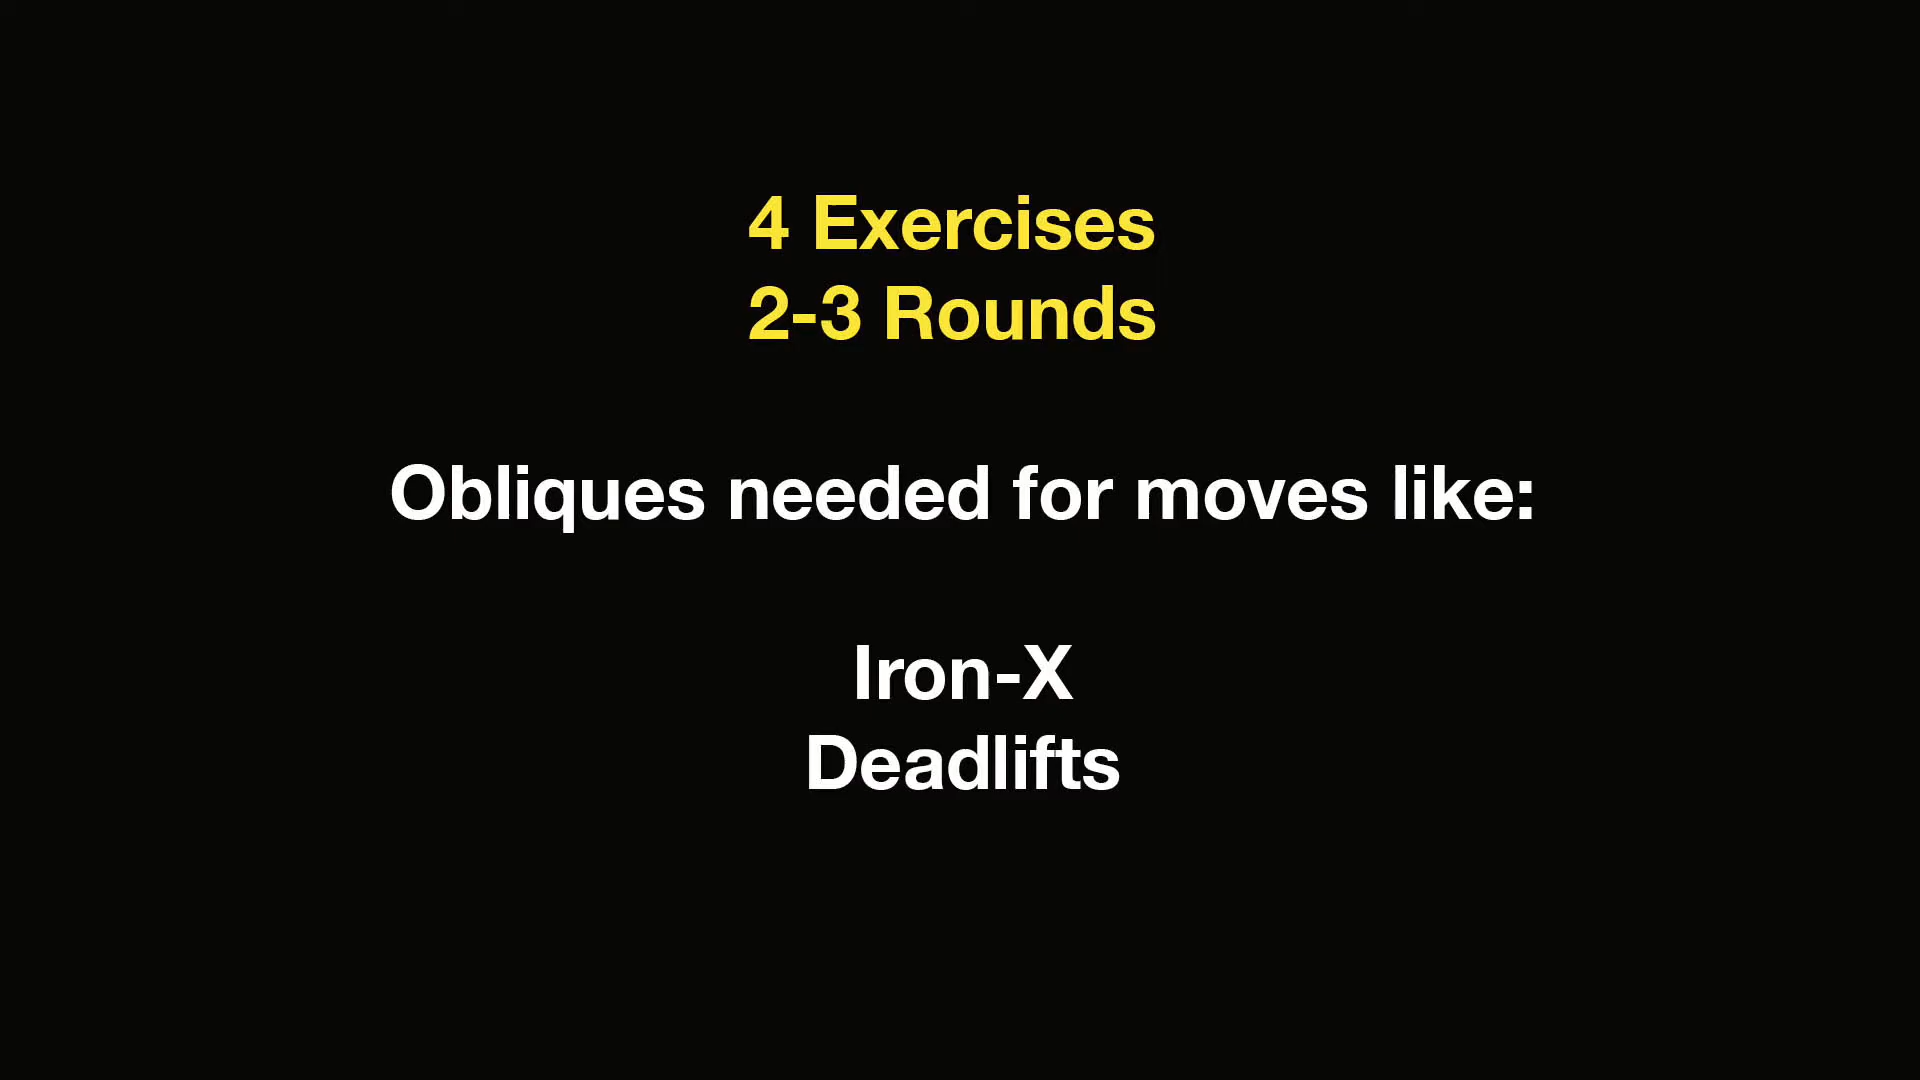 4 Exercises
2-3 Rounds
Obliques needed for moves like:
Iron-X
Deadlifts